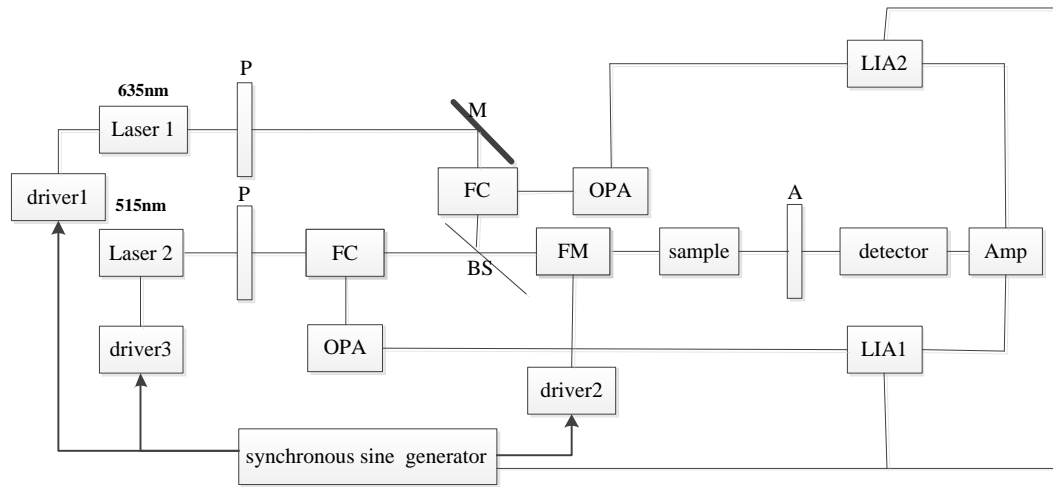 LIA2
P
635nm
M
Laser 1
FC
OPA
driver1
P
A
515nm
Laser 2
FC
BS
FM
sample
detector
Amp
OPA
LIA1
driver3
driver2
synchronous sine generator